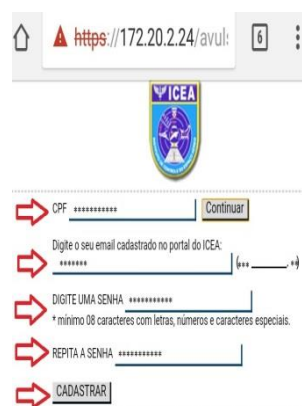 https://172.20.2.24/avul: 6
ICEA
CPF *********** Continuar
Digite o seu email cadastrado no portal do ICEA:
******* (*** ______. **)
DIGITE UMA SENHA ***********
* mínimo 08 caracteres com letras, números e caracteres especiais.
REPITA A SENHA ***********
CADASTRAR